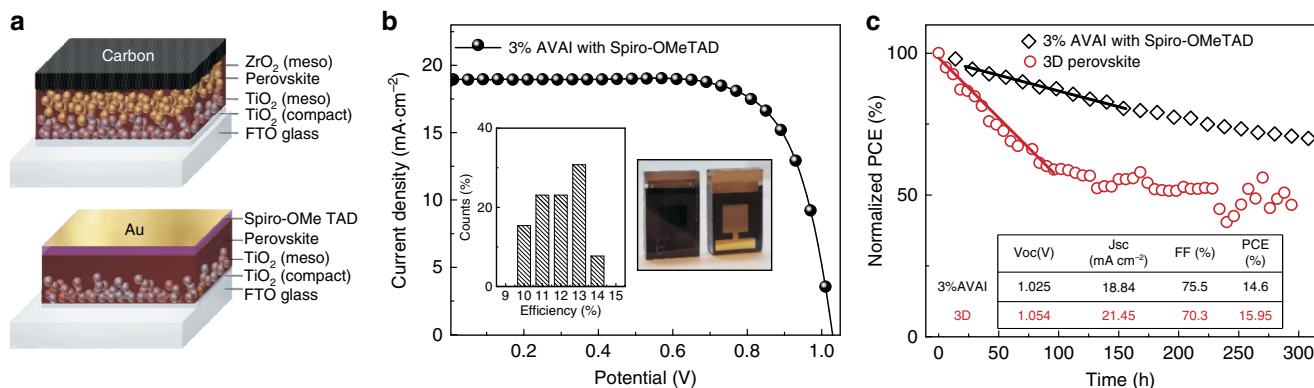 a
Carbon
ZrO₂ (meso)
Perovskite
TiO₂ (meso)
TiO₂ (compact)
FTO glass
Au
Spiro-OMe TAD
Perovskite
TiO₂ (meso)
TiO₂ (compact)
FTO glass
b
3% AVAI with Spiro-OMeTAD
Current density (mA·cm⁻²)
20
15
10
5
0
0.2 0.4 0.6 0.8 1.0
Potential (V)
Counts (%)
40
20
0
9 10 11 12 13 14 15
Efficiency (%)
c
3% AVAI with Spiro-OMeTAD
3D perovskite
Normalized PCE (%)
100
50
0
0 50 100 150 200 250 300
Time (h)
Voc(V) Jsc (mA cm⁻²) FF (%) PCE (%)
3%AVAI 1.025 18.84 75.5 14.6
3D 1.054 21.45 70.3 15.95